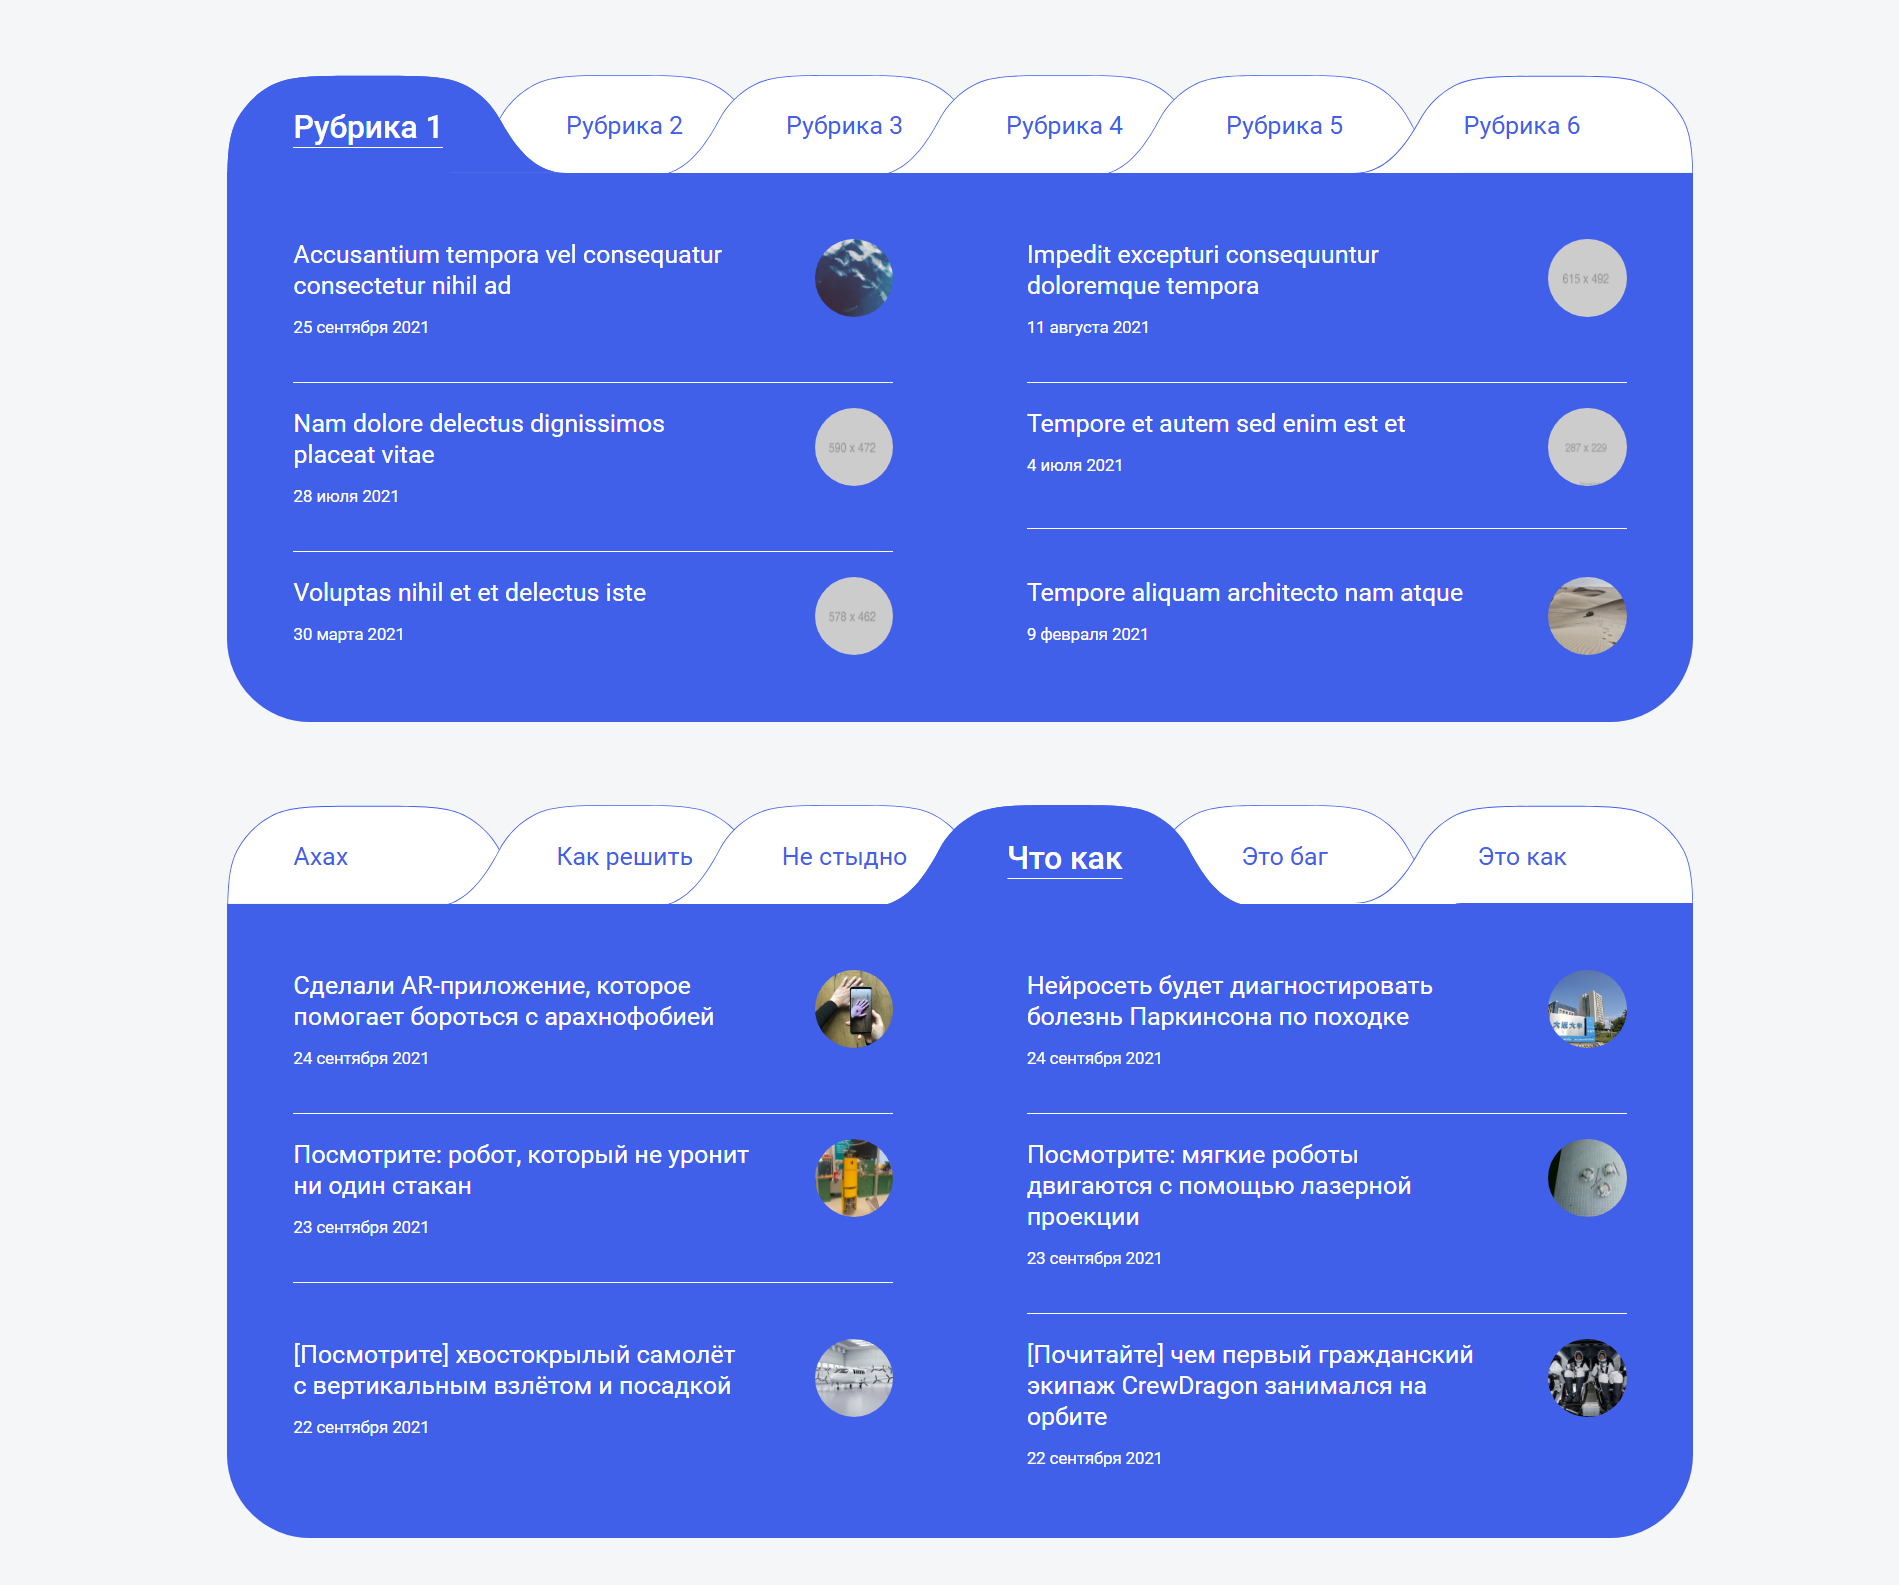 Рубрика 1
Рубрика 2
Рубрика 3
Рубрика 4
Рубрика 5
Рубрика 6
Accusantium tempora vel consequatur
consectetur nihil ad
25 сентября 2021
Impedit excepturi consequuntur
doloremque tempora
11 августа 2021
615 x 492
Nam dolore delectus dignissimos
placeat vitae
28 июля 2021
590 x 472
Tempore et autem sed enim est et
4 июля 2021
287 x 229
Voluptas nihil et et delectus iste
30 марта 2021
578 x 462
Tempore aliquam architecto nam atque
9 февраля 2021
Ахах
Как решить
Не стыдно
Что как
Это баг
Это как
Сделали AR-приложение, которое
помогает бороться с арахнофобией
24 сентября 2021
Нейросеть будет диагностировать
болезнь Паркинсона по походке
24 сентября 2021
Посмотрите: робот, который не уронит
ни один стакан
23 сентября 2021
Посмотрите: мягкие роботы
двигаются с помощью лазерной
проекции
23 сентября 2021
[Посмотрите] хвостокрылый самолёт
с вертикальным взлётом и посадкой
22 сентября 2021
[Почитайте] чем первый гражданский
экипаж CrewDragon занимался на
орбите
22 сентября 2021